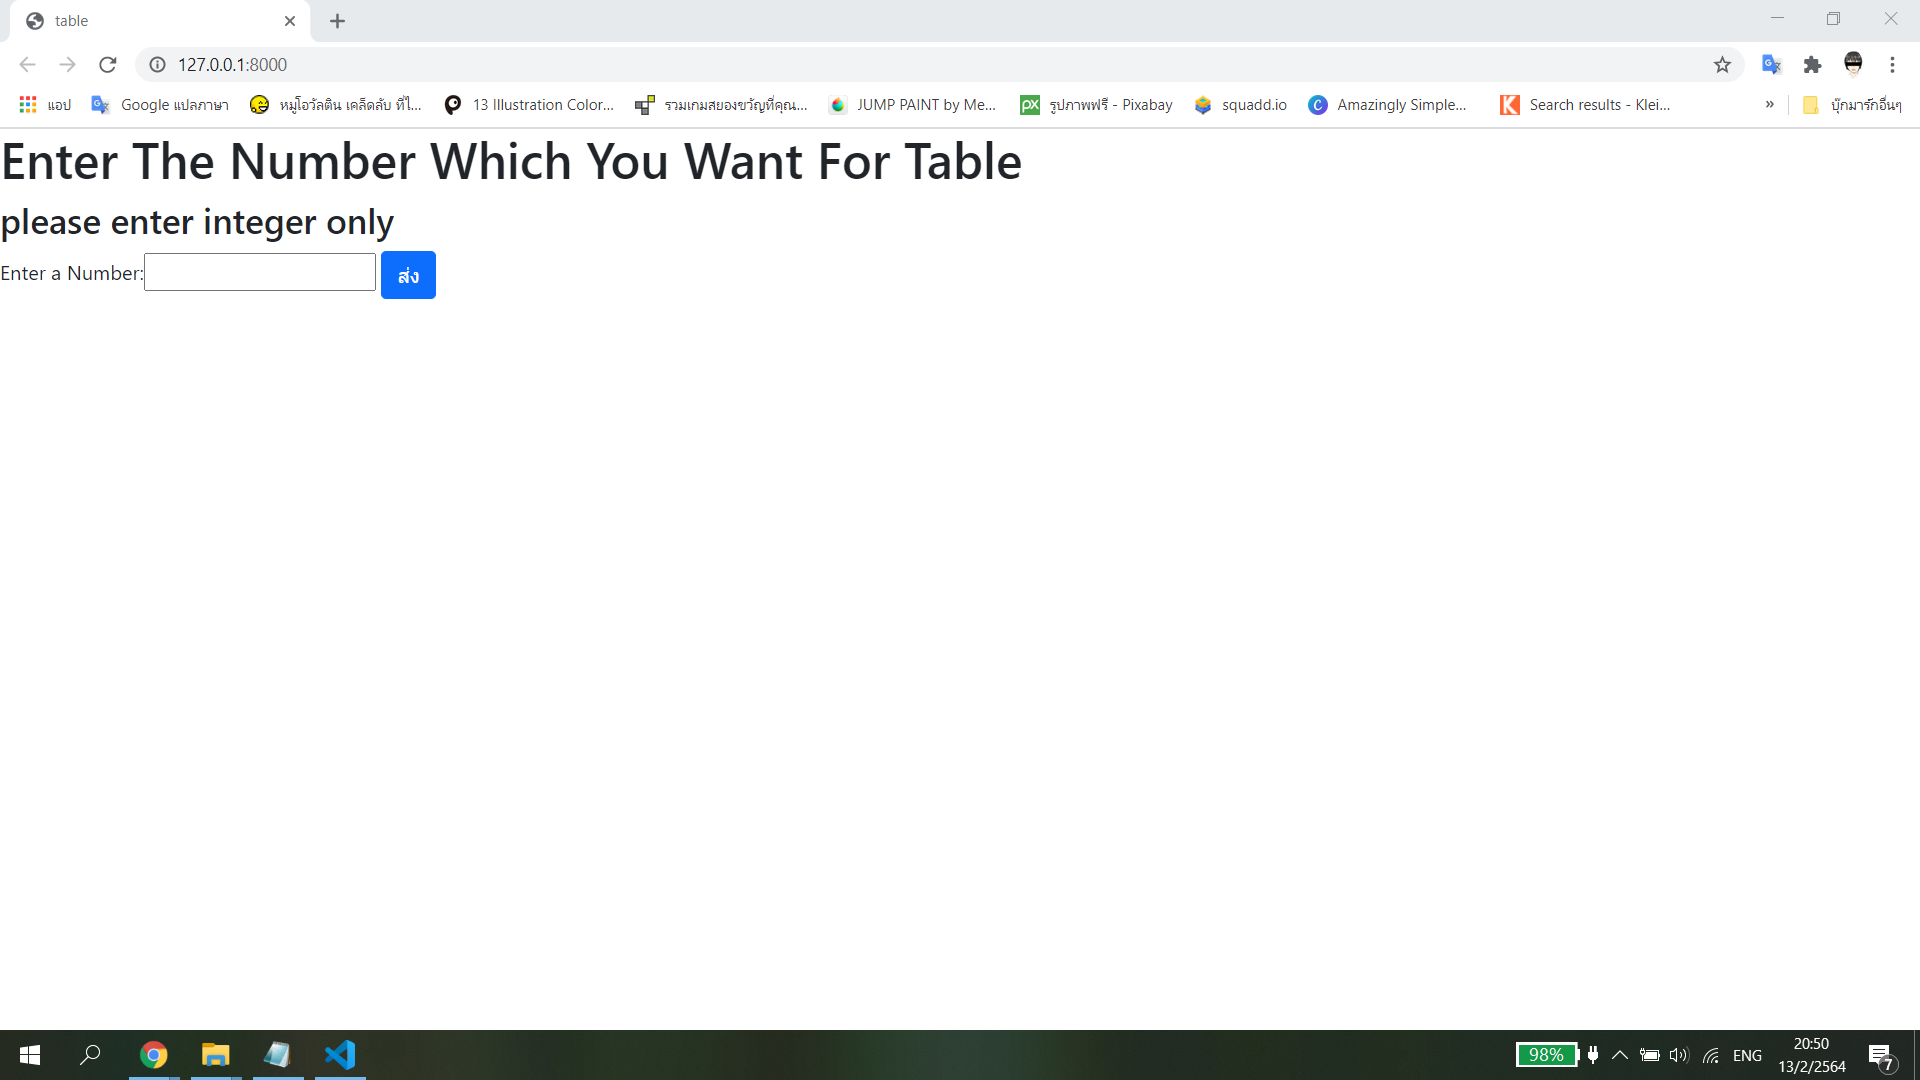 table
127.0.0.1:8000
แอป
Google แปลภาษา
หมูโอวัลติน เคล็ดลับ ที่ไ...
13 Illustration Color...
รวมเกมสยองขวัญที่คุณ...
JUMP PAINT by Me...
รูปภาพฟรี - Pixabay
squadd.io
Amazingly Simple...
Search results - Klei...
»
บุ๊กมาร์กอื่นๆ
Enter The Number Which You Want For Table
please enter integer only
Enter a Number:
ส่ง
98%
ENG
20:50
13/2/2564
7